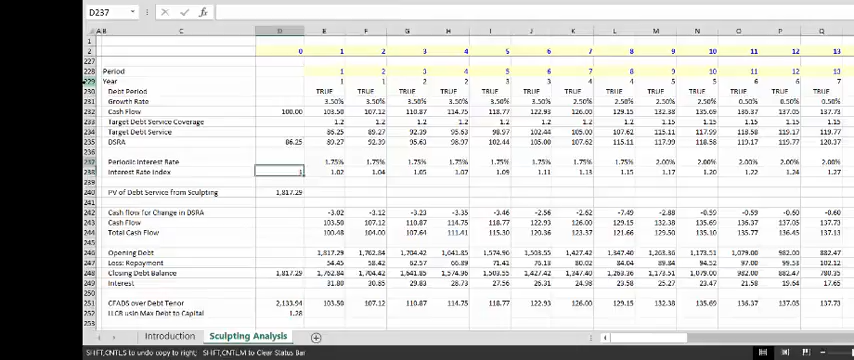 D237 fx
A B C D E F G H I J K L M N O P Q
1
2 0 1 2 3 4 5 6 7 8 9 10 11 12 13
227
228 Period 1 2 3 4 5 6 7 8 9 10 11 12 13
229 Year 1 1 2 2 3 3 4 4 5 5 6 6 7
230 Debt Period TRUE TRUE TRUE TRUE TRUE TRUE TRUE TRUE TRUE TRUE TRUE TRUE TRUE
231 Growth Rate 3.50% 3.50% 3.50% 3.50% 3.50% 3.50% 2.50% 2.50% 2.50% 2.50% 0.50% 0.50% 0.50%
232 Cash Flow 100.00 103.50 107.12 110.87 114.75 118.77 122.93 126.00 129.15 132.38 135.69 136.37 137.05 137.73
233 Target Debt Service Coverage 1.2 1.2 1.2 1.2 1.2 1.2 1.2 1.2 1.15 1.15 1.15 1.15 1.15
234 Target Debt Service 86.25 89.27 92.39 95.63 98.97 102.44 105.00 107.62 115.11 117.99 118.58 119.17 119.77
235 DSRA 86.25 89.27 92.39 95.63 98.97 102.44 105.00 107.62 115.11 117.99 118.58 119.17 119.77 120.37
236
237 Periodic Interest Rate 1.75% 1.75% 1.75% 1.75% 1.75% 1.75% 1.75% 1.75% 2.00% 2.00% 2.00% 2.00% 2.00%
238 Interest Rate Index 1 1.02 1.04 1.05 1.07 1.09 1.11 1.13 1.15 1.17 1.20 1.22 1.24 1.27
239
240 PV of Debt Service from Sculpting 1,817.29
241
242 Cash flow for Change in DSRA -3.02 -3.12 -3.23 -3.35 -3.46 -2.56 -2.62 -7.49 -2.88 -0.59 -0.59 -0.60 -0.60
243 Cash Flow 103.50 107.12 110.87 114.75 118.77 122.93 126.00 129.15 132.38 135.69 136.37 137.05 137.73
244 Total Cash Flow 100.48 104.00 107.64 111.41 115.30 120.37 123.37 121.66 129.50 135.10 135.77 136.45 137.13
245
246 Opening Debt 1,817.29 1,762.84 1,704.42 1,641.85 1,574.96 1,503.55 1,427.42 1,347.40 1,263.36 1,173.51 1,079.00 982.00 882.47
247 Less: Repayment 54.45 58.42 62.57 66.89 71.41 76.13 80.02 84.04 89.84 94.52 97.00 99.53 102.12
248 Closing Debt Balance 1,817.29 1,762.84 1,704.42 1,641.85 1,574.96 1,503.55 1,427.42 1,347.40 1,263.36 1,173.51 1,079.00 982.00 882.47 780.35
249 Interest 31.80 30.85 29.83 28.73 27.56 26.31 24.98 23.58 25.27 23.47 21.58 19.64 17.65
250
251 CFADS over Debt Tenor 2,133.94 103.50 107.12 110.87 114.75 118.77 122.93 126.00 129.15 132.38 135.69 136.37 137.05 137.73
252 LLCR usin Max Debt to Capital 1.28
253
Introduction Sculpting Analysis
SHIFT,CNTL,S to undo copy to right; SHIFT,CNTL,M to Clear Status Bar